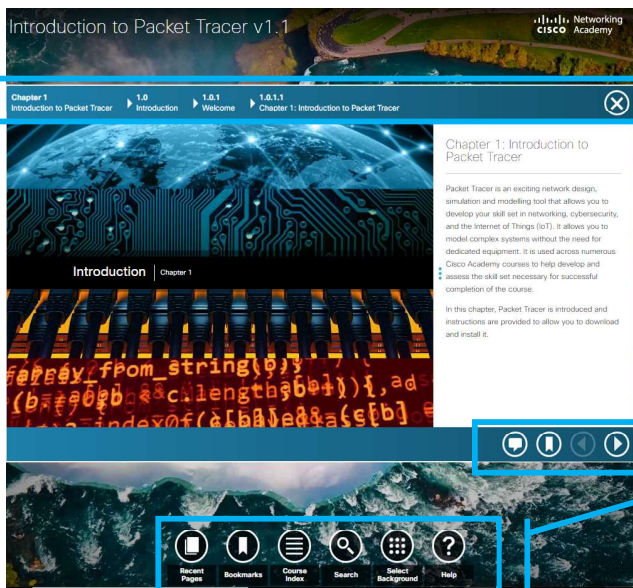 Introduction to Packet Tracer v1.1
Networking
CISCO Academy
Chapter 1
Introduction to Packet Tracer
1.0
Introduction
1.0.1
Welcome
1.0.1.1
Chapter 1: Introduction to Packet Tracer
Chapter 1: Introduction to
Packet Tracer
Packet Tracer is an exciting network design,
simulation and modelling tool that allows you to
develop your skill set in networking, cybersecurity,
and the Internet of Things (IoT). It allows you to
model complex systems without the need for
dedicated equipment. It is used across numerous
Cisco Academy courses to help develop and
assess the skill set necessary for successful
completion of the course.
In this chapter, Packet Tracer is introduced and
instructions are provided to allow you to download
and install it.
Introduction | Chapter 1
Recent
Pages
Bookmarks
Course
Index
Search
Select
Background
Help